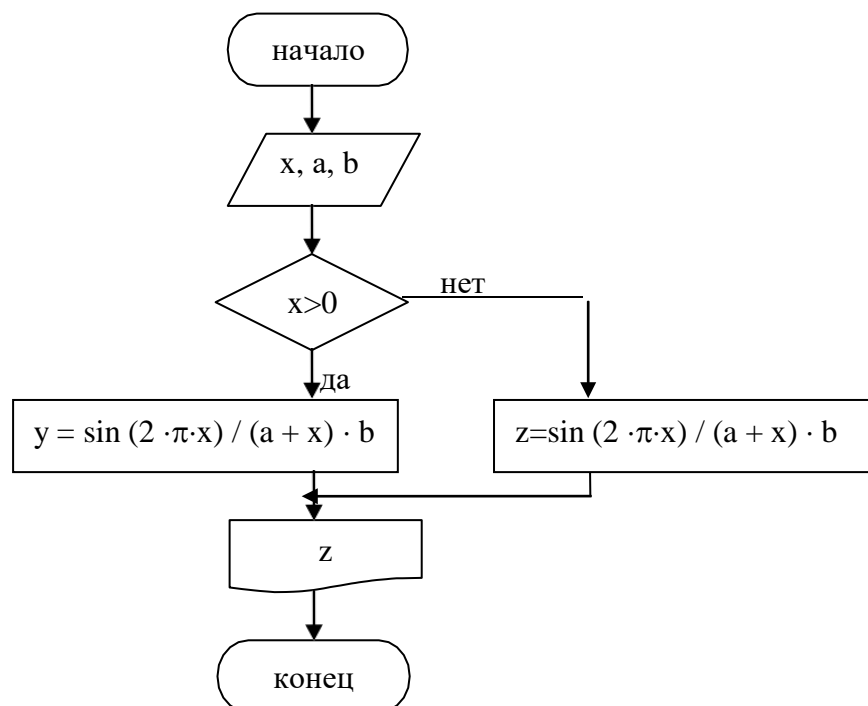 начало
x, a, b
x>0
нет
да
y = sin (2 ·π·x) / (a + x) · b
z=sin (2 ·π·x) / (a + x) · b
z
конец